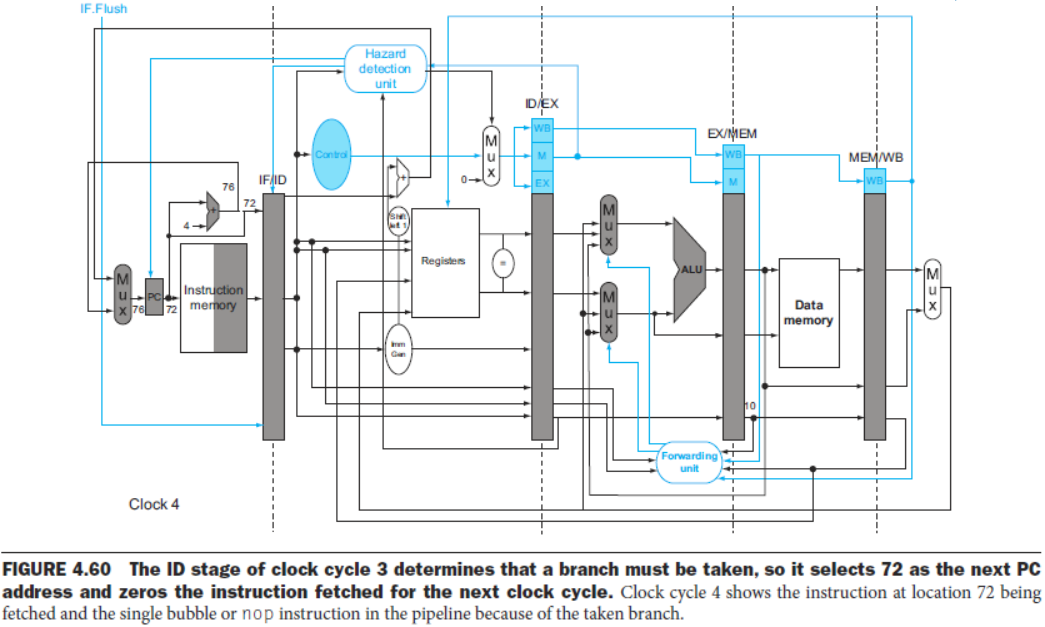 IF.Flush
Hazard
detection
unit
ID/EX
WB
M
EX
Control
M
u
x
0
+
EX/MEM
WB
M
MEM/WB
WB
IF/ID
76
72
+
4
Shift
left 1
M
u
x
Registers
=
M
u
x
ALU
M
u
x
PC
76
72
Instruction
memory
M
u
x
Data
memory
M
u
x
Imm
Gen
10
Forwarding
unit
Clock 4
FIGURE 4.60 The ID stage of clock cycle 3 determines that a branch must be taken, so it selects 72 as the next PC
address and zeros the instruction fetched for the next clock cycle. Clock cycle 4 shows the instruction at location 72 being
fetched and the single bubble or nop instruction in the pipeline because of the taken branch.